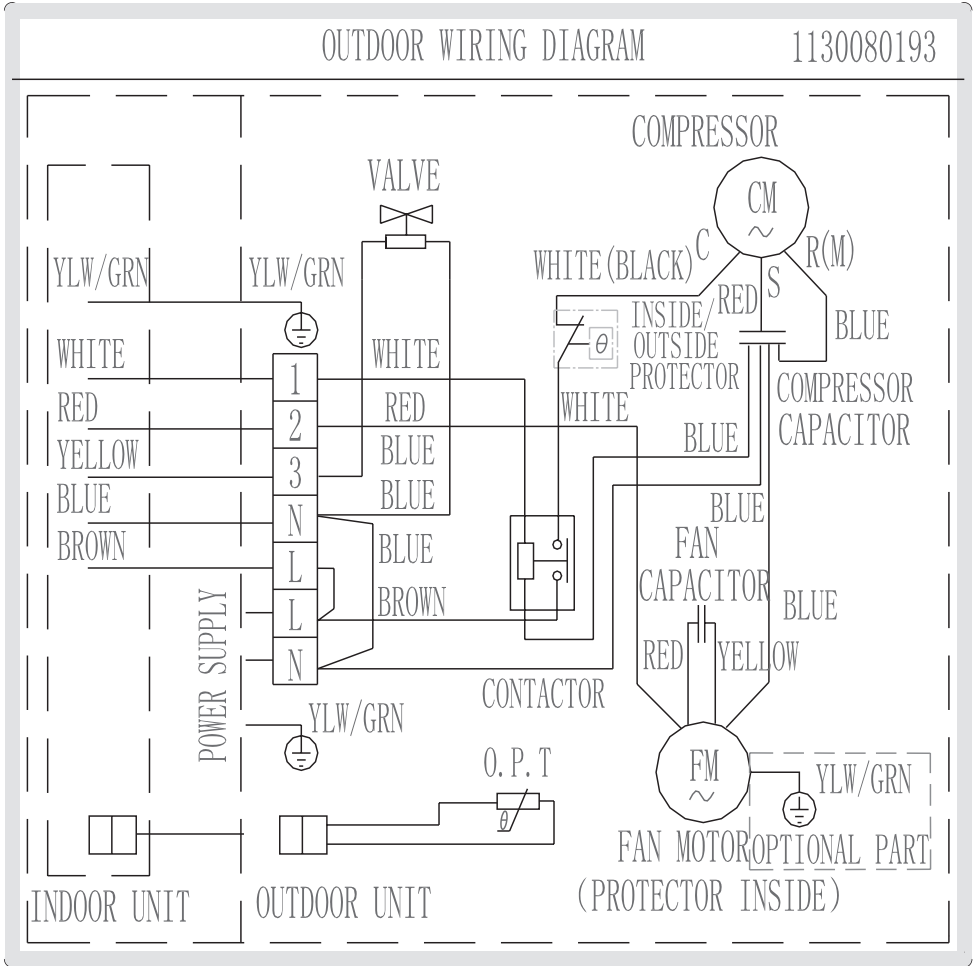 OUTDOOR WIRING DIAGRAM
1130080193
COMPRESSOR
VALVE
CM
C
R(M)
S
YLW/GRN
YLW/GRN
WHITE(BLACK)
RED
BLUE
INSIDE/
OUTSIDE
PROTECTOR
θ
WHITE
WHITE
COMPRESSOR
CAPACITOR
RED
RED
WHITE
YELLOW
BLUE
BLUE
BLUE
BLUE
BROWN
1
2
3
N
L
L
N
BLUE
BROWN
BLUE
FAN
CAPACITOR
BLUE
RED
YELLOW
POWER SUPPLY
CONTACTOR
YLW/GRN
O.P.T
θ
FM
YLW/GRN
FAN MOTOR
OPTIONAL PART
(PROTECTOR INSIDE)
INDOOR UNIT
OUTDOOR UNIT